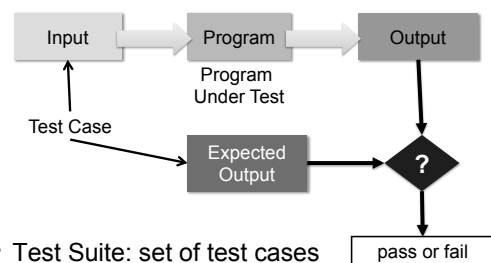 Input
Program
Output
Program
Under Test
Test Case
Expected
Output
?
• Test Suite: set of test cases
pass or fail